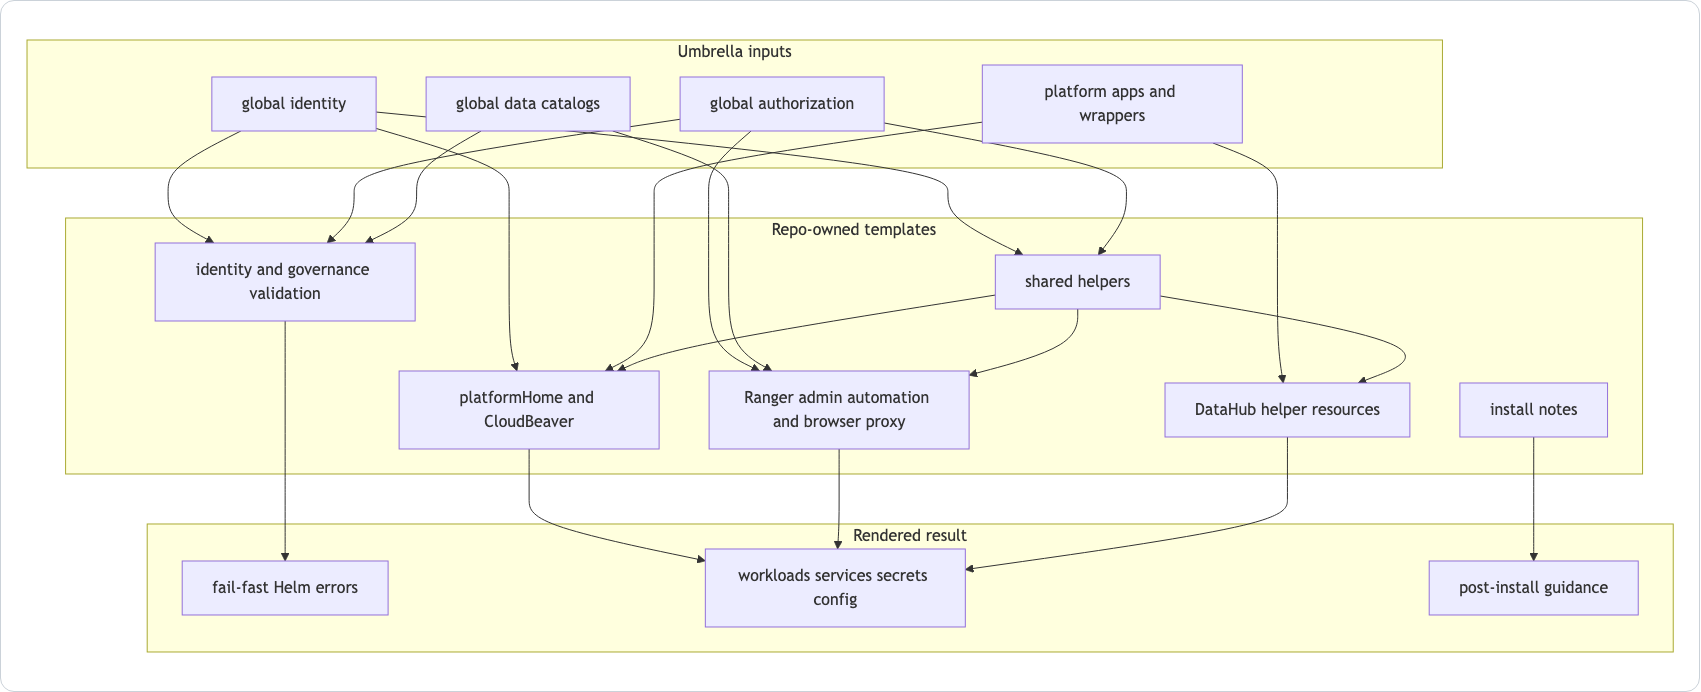 Umbrella inputs
global identity
global data catalogs
global authorization
platform apps and
wrappers
Repo-owned templates
identity and governance
validation
shared helpers
platformHome and
CloudBeaver
Ranger admin automation
and browser proxy
DataHub helper resources
install notes
Rendered result
fail-fast Helm errors
workloads services secrets
config
post-install guidance